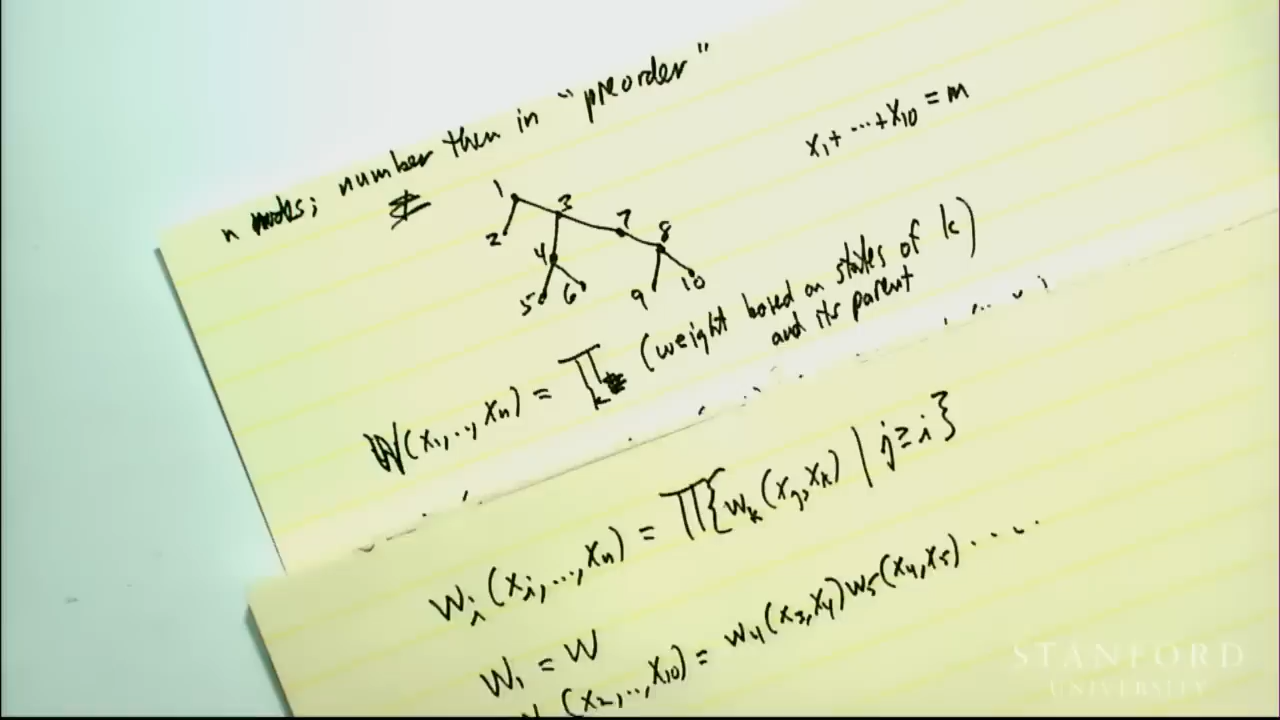 n nodes; number them in "preorder"
x₁ + ... + x₁₀ = m
1
3
7
8
2
4
5
6
9
10
W(x₁,..,xₙ) = ∏ₖ (weight based on states of k
and its parent)
Wᵢ(xᵢ,...,xₙ) = ∏{wₖ(xⱼ,xₖ) | j≥i}
W₁ = W
(x₂,..,x₁₀) = w₄(x₃,x₄)w₅(x₄,x₅) .....
STANFORD
UNIVERSITY